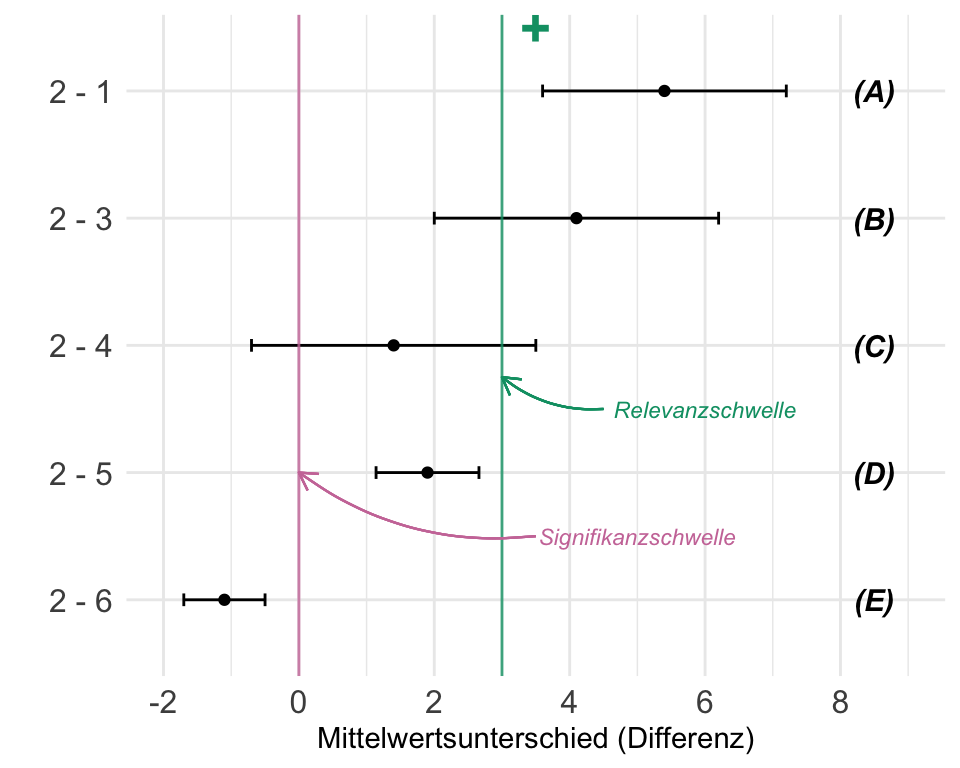 +
2 - 1
(A)
2 - 3
(B)
2 - 4
(C)
Relevanzschwelle
2 - 5
(D)
Signifikanzschwelle
2 - 6
(E)
-2 0 2 4 6 8
Mittelwertsunterschied (Differenz)